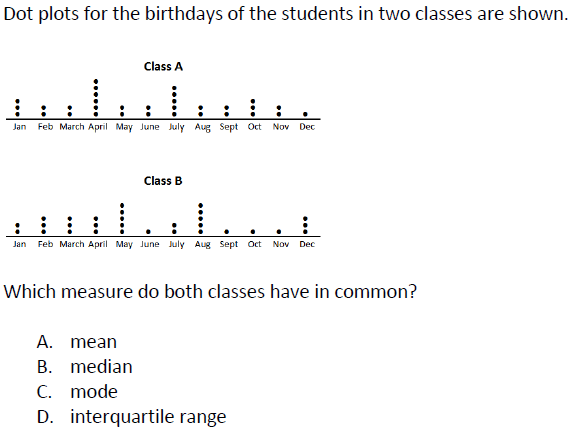 Dot plots for the birthdays of the students in two classes are shown.
Class A
Jan Feb March April May June July Aug Sept Oct Nov Dec
Class B
Jan Feb March April May June July Aug Sept Oct Nov Dec
Which measure do both classes have in common?
A. mean
B. median
C. mode
D. interquartile range